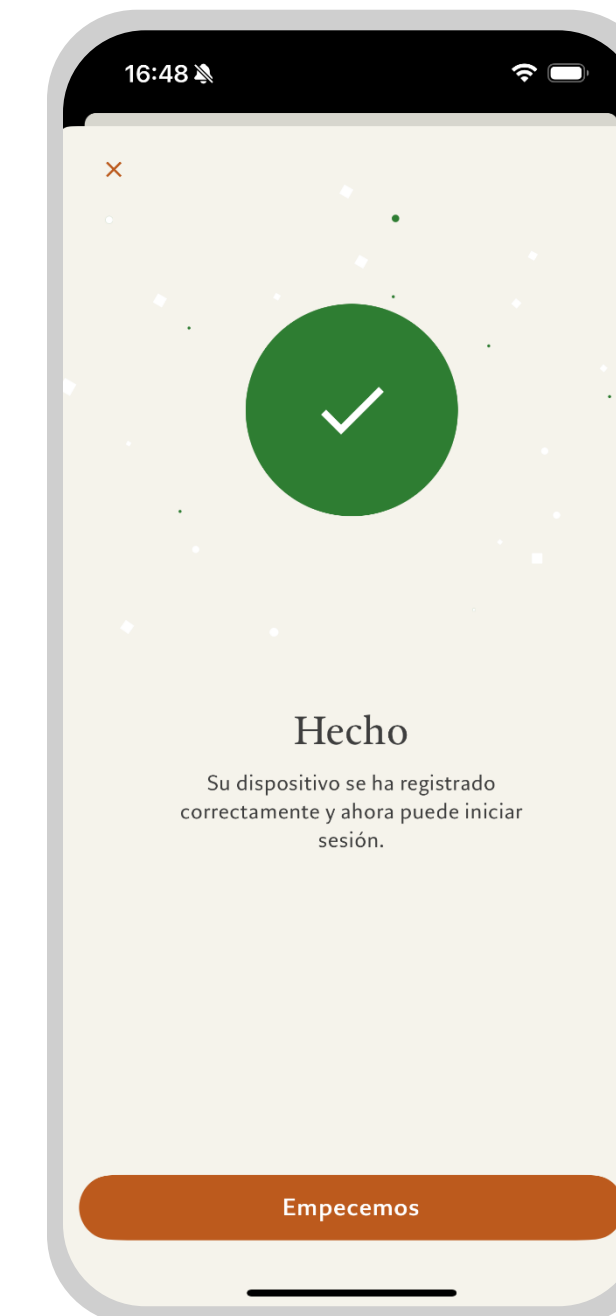 16:48
Hecho
Su dispositivo se ha registrado
correctamente y ahora puede iniciar
sesión.
Empecemos